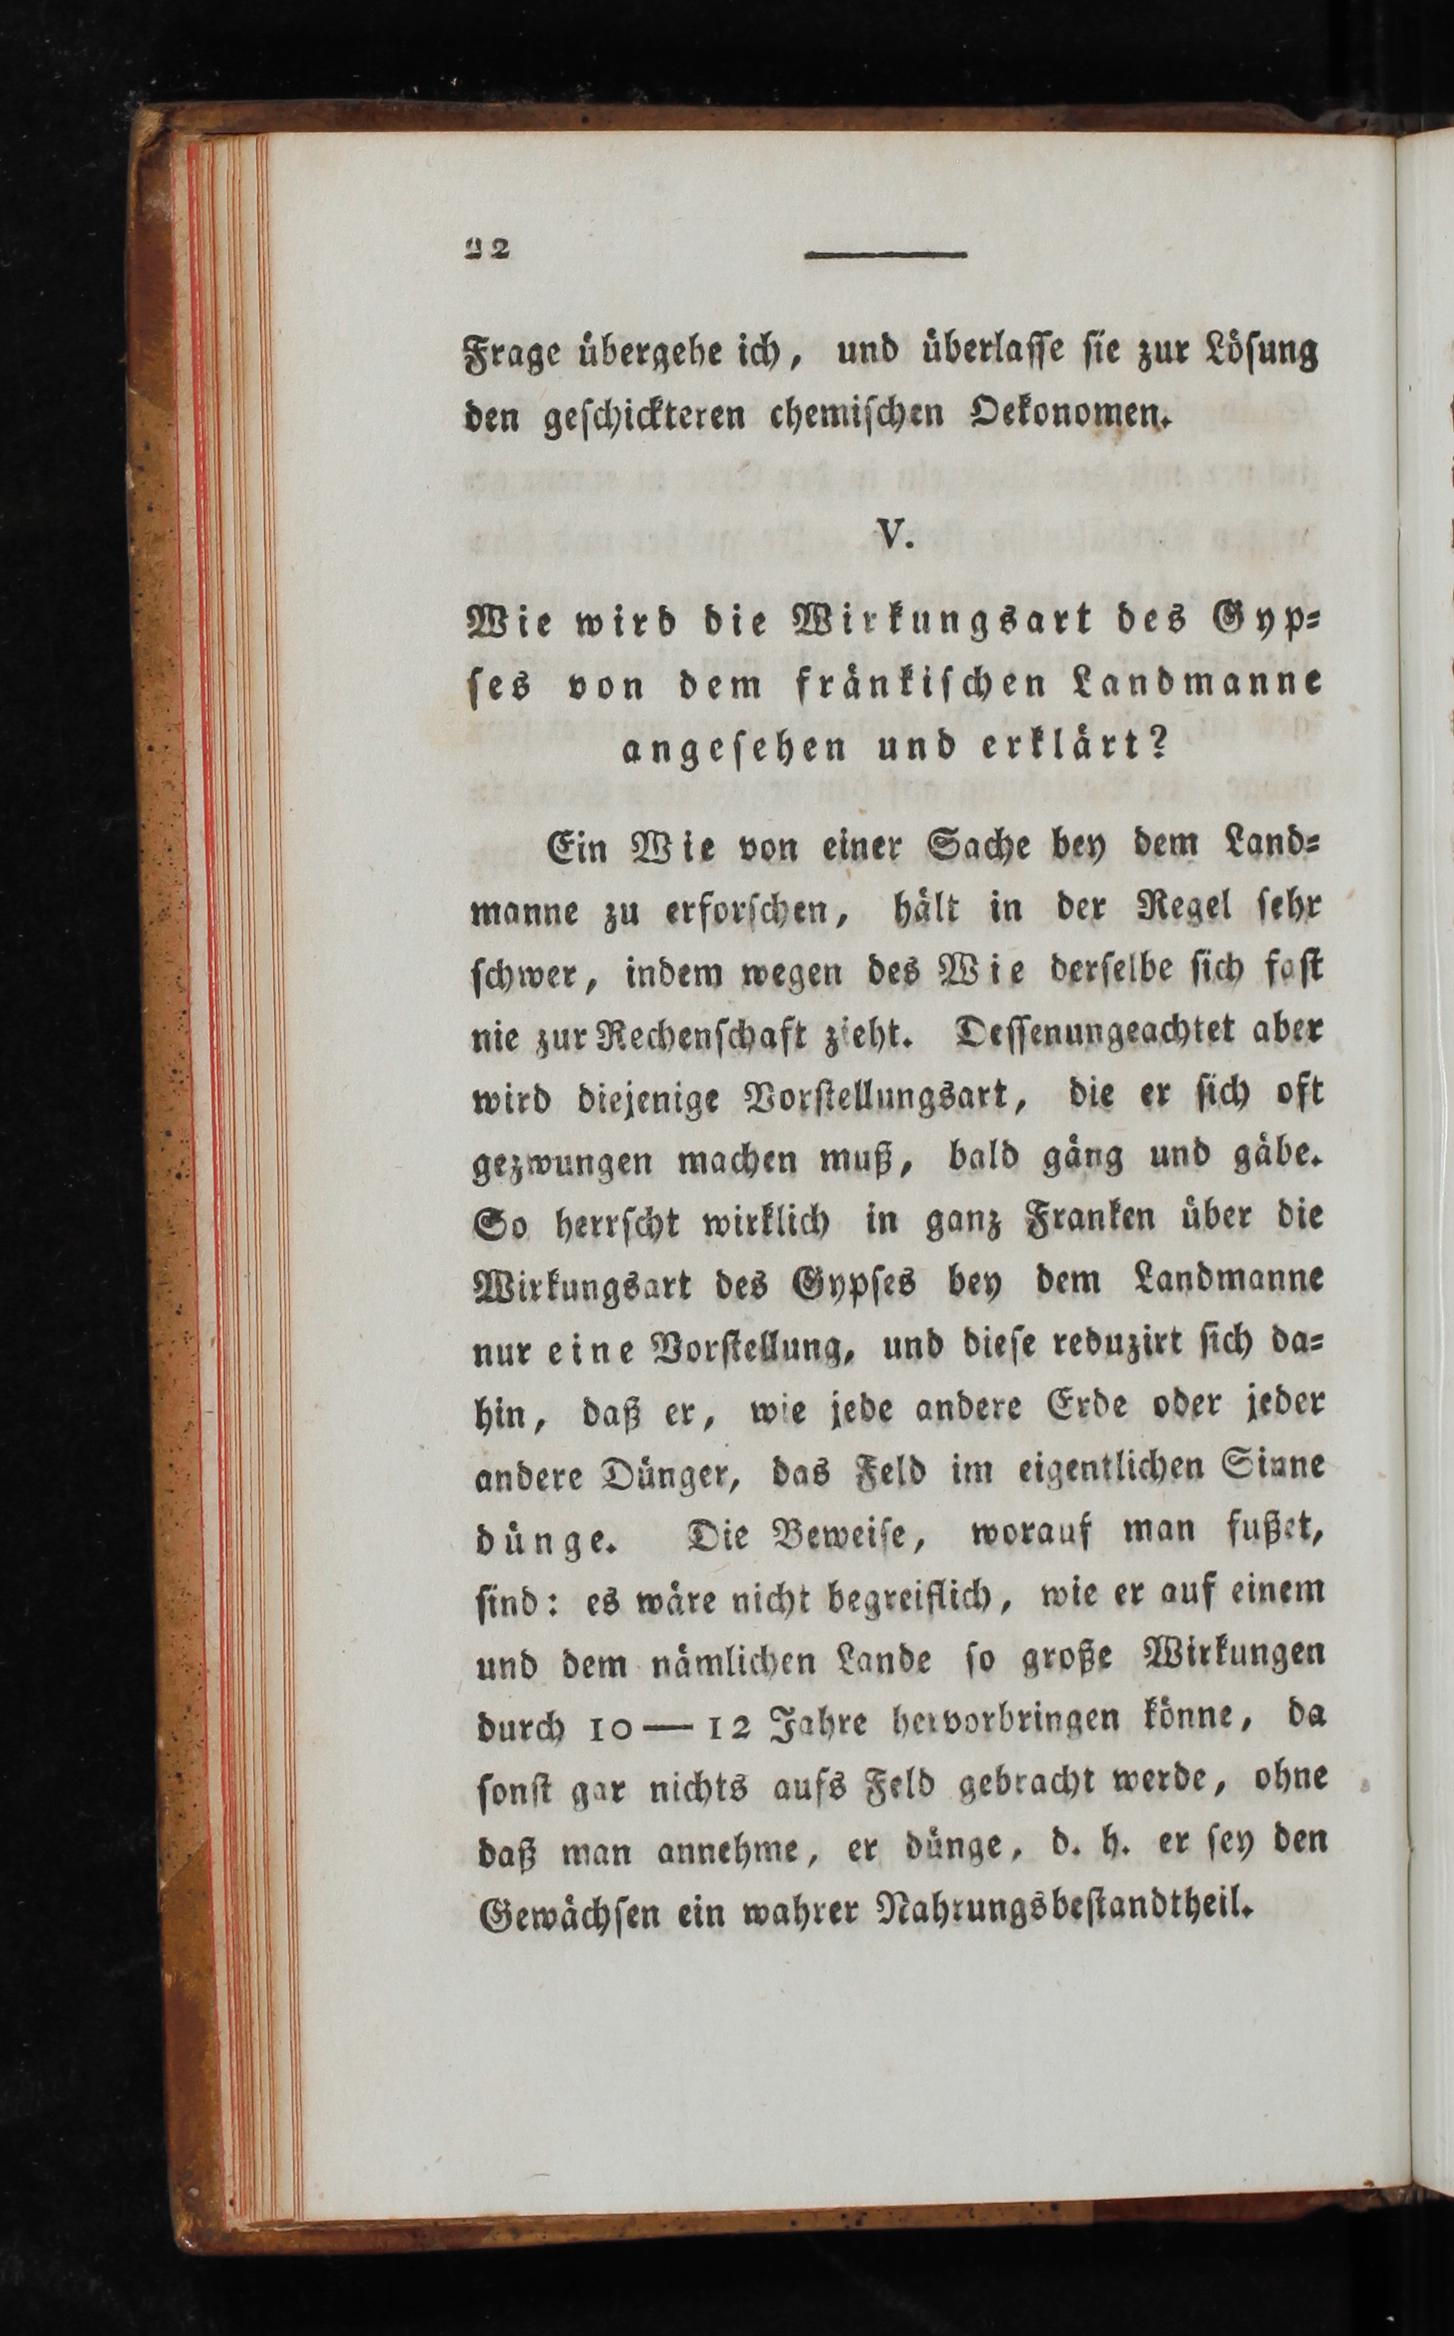 22
Frage übergehe ich, und überlaſſe ſie zur Löſung
den geſchickteren chemiſchen Oekonomen.
V.
Wie wird die Wirkungsart des Gyp⸗
ſes von dem fränkiſchen Landmanne
angeſehen und erklärt?
Ein Wie von einer Sache bey dem Land⸗
manne zu erforſchen, hält in der Regel ſehr
ſchwer, indem wegen des Wie derſelbe ſich faſt
nie zur Rechenſchaft zieht. Deſſenungeachtet aber
wird diejenige Vorſtellungsart, die er ſich oft
gezwungen machen muß, bald gäng und gäbe.
So herrſcht wirklich in ganz Franken über die
Wirkungsart des Gypſes bey dem Landmanne
nur eine Vorſtellung, und dieſe reduzirt ſich da⸗
hin, daß er, wie jede andere Erde oder jeder
andere Dünger, das Feld im eigentlichen Sinne
dünge. Die Beweiſe, worauf man fußet,
ſind: es wäre nicht begreiflich, wie er auf einem
und dem nämlichen Lande ſo große Wirkungen
durch 10—12 Jahre hervorbringen könne, da
ſonſt gar nichts aufs Feld gebracht werde, ohne
daß man annehme, er dünge, d. h. er ſey den
Gewächſen ein wahrer Nahrungsbeſtandtheil.